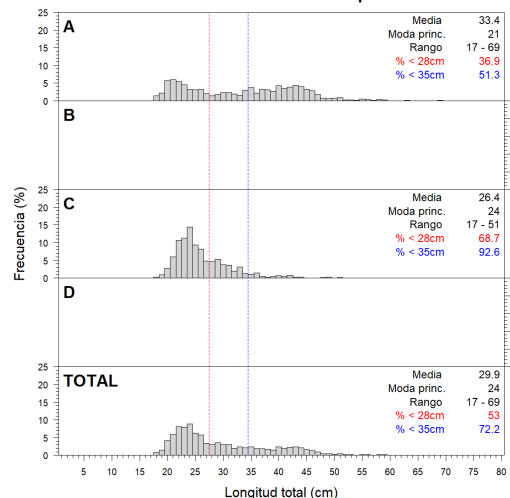 A
Media 33.4
Moda princ. 21
Rango 17 - 69
% < 28cm 36.9
% < 35cm 51.3
25
20
15
10
5
0
B
C
Media 26.4
Moda princ. 24
Rango 17 - 51
% < 28cm 68.7
% < 35cm 92.6
25
20
15
10
5
0
D
TOTAL
Media 29.9
Moda princ. 24
Rango 17 - 69
% < 28cm 53
% < 35cm 72.2
25
20
15
10
5
0
Frecuencia (%)
5 10 15 20 25 30 35 40 45 50 55 60 65 70 75 80
Longitud total (cm)